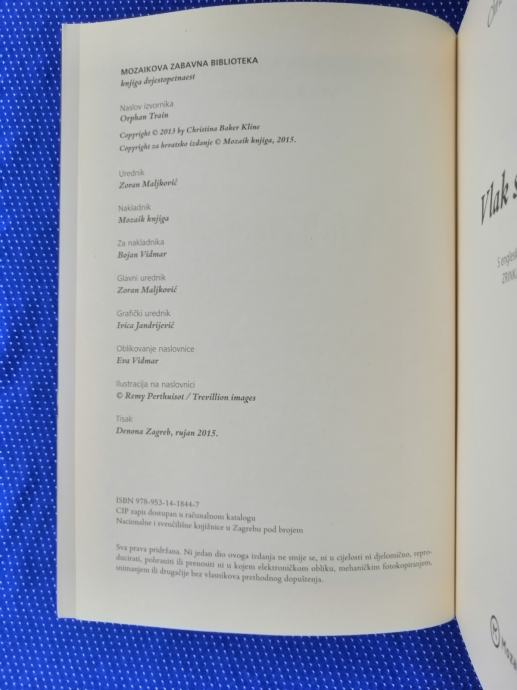 MOZAIKOVA ZABAVNA BIBLIOTEKA
knjiga dvjestopetnaest
Naslov izvornika
Orphan Train
Copyright © 2013 by Christina Baker Kline
Copyright za hrvatsko izdanje © Mozaik knjiga, 2015.
Urednik
Zoran Maljković
Nakladnik
Mozaik knjiga
Za nakladnika
Bojan Vidmar
Glavni urednik
Zoran Maljković
Grafički urednik
Ivica Jandrijević
Oblikovanje naslovnice
Eva Vidmar
Ilustracija na naslovnici
© Remy Perthuisot / Trevillion images
Tisak
Denona Zagreb, rujan 2015.
ISBN 978-953-14-1844-7
CIP zapis dostupan u računalnom katalogu
Nacionalne i sveučilišne knjižnice u Zagrebu pod brojem
Sva prava pridržana. Ni jedan dio ovoga izdanja ne smije se, ni u cijelosti ni djelomično, repro-
ducirati, pohraniti ili prenositi ni u kojem elektroničkom obliku, mehaničkim fotokopiranjem,
snimanjem ili drugačije bez vlasnikova prethodnog dopuštenja.
Vlak s